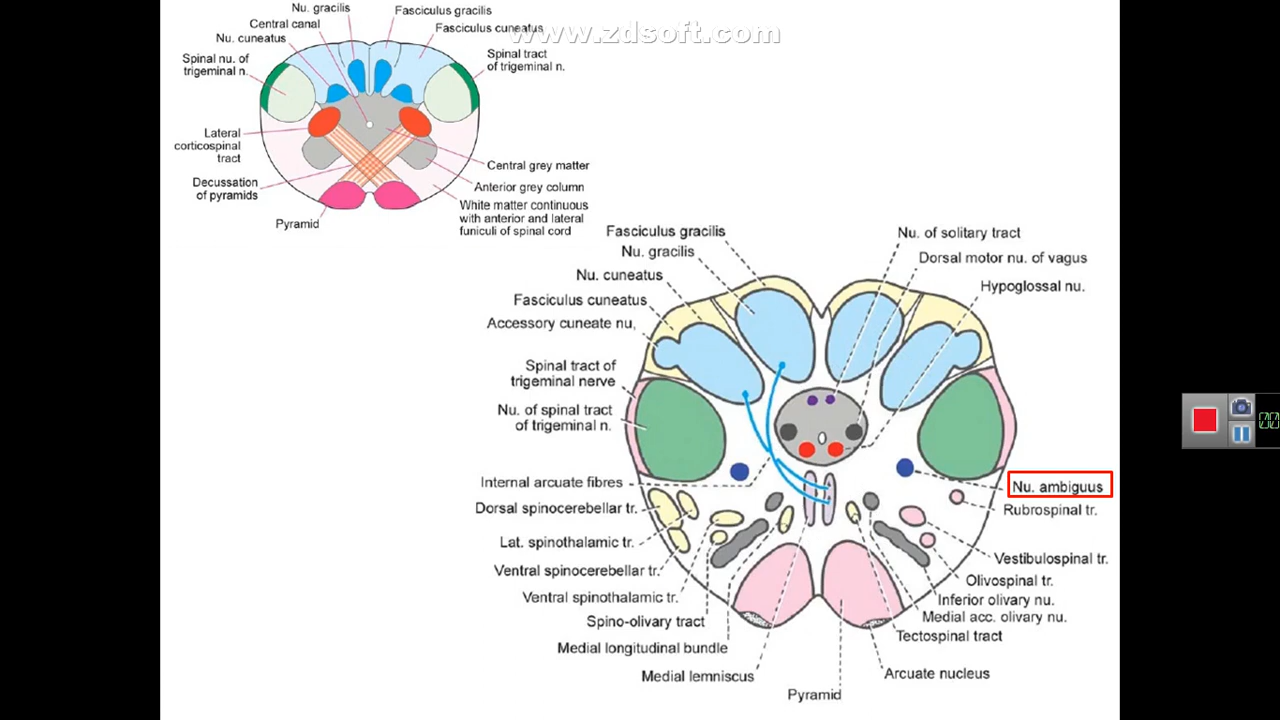 www.zdsoft.com
Nu. gracilis
Fasciculus gracilis
Central canal
Fasciculus cuneatus
Nu. cuneatus
Spinal nu. of
trigeminal n.
Spinal tract
of trigeminal n.
Lateral
corticospinal
tract
Central grey matter
Decussation
of pyramids
Anterior grey column
White matter continuous
with anterior and lateral
funiculi of spinal cord
Pyramid
Fasciculus gracilis
Nu. of solitary tract
Nu. gracilis
Dorsal motor nu. of vagus
Nu. cuneatus
Hypoglossal nu.
Fasciculus cuneatus
Accessory cuneate nu,
Spinal tract of
trigeminal nerve
Nu. of spinal tract
of trigeminal n.
Internal arcuate fibres
Nu. ambiguus
Dorsal spinocerebellar tr.
Rubrospinal tr.
Lat. spinothalamic tr.
Vestibulospinal tr.
Ventral spinocerebellar tr.
Olivospinal tr.
Ventral spinothalamic tr.
Inferior olivary nu.
Medial acc. olivary nu.
Spino-olivary tract
Tectospinal tract
Medial longitudinal bundle
Medial lemniscus
Arcuate nucleus
Pyramid